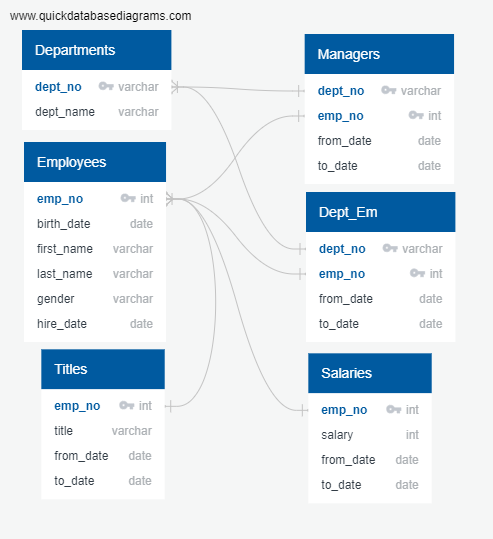 www.quickdatabasediagrams.com
Departments
dept_no varchar
dept_name varchar
Employees
emp_no int
birth_date date
first_name varchar
last_name varchar
gender varchar
hire_date date
Titles
emp_no int
title varchar
from_date date
to_date date
Managers
dept_no varchar
emp_no int
from_date date
to_date date
Dept_Em
dept_no varchar
emp_no int
from_date date
to_date date
Salaries
emp_no int
salary int
from_date date
to_date date